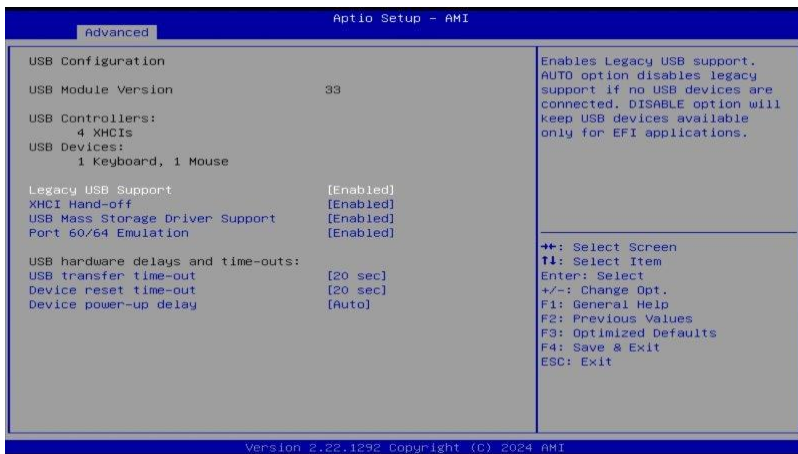 Aptio Setup – AMI
Advanced
USB Configuration
USB Module Version 33
USB Controllers:
4 XHCIs
USB Devices:
1 Keyboard, 1 Mouse
Legacy USB Support [Enabled]
XHCI Hand-off [Enabled]
USB Mass Storage Driver Support [Enabled]
Port 60/64 Emulation [Enabled]
USB hardware delays and time-outs:
USB transfer time-out [20 sec]
Device reset time-out [20 sec]
Device power-up delay [Auto]
Enables Legacy USB support.
AUTO option disables legacy
support if no USB devices are
connected. DISABLE option will
keep USB devices available
only for EFI applications.
→←: Select Screen
↑↓: Select Item
Enter: Select
+/-: Change Opt.
F1: General Help
F2: Previous Values
F3: Optimized Defaults
F4: Save & Exit
ESC: Exit
Version 2.22.1292 Copyright (C) 2024 AMI